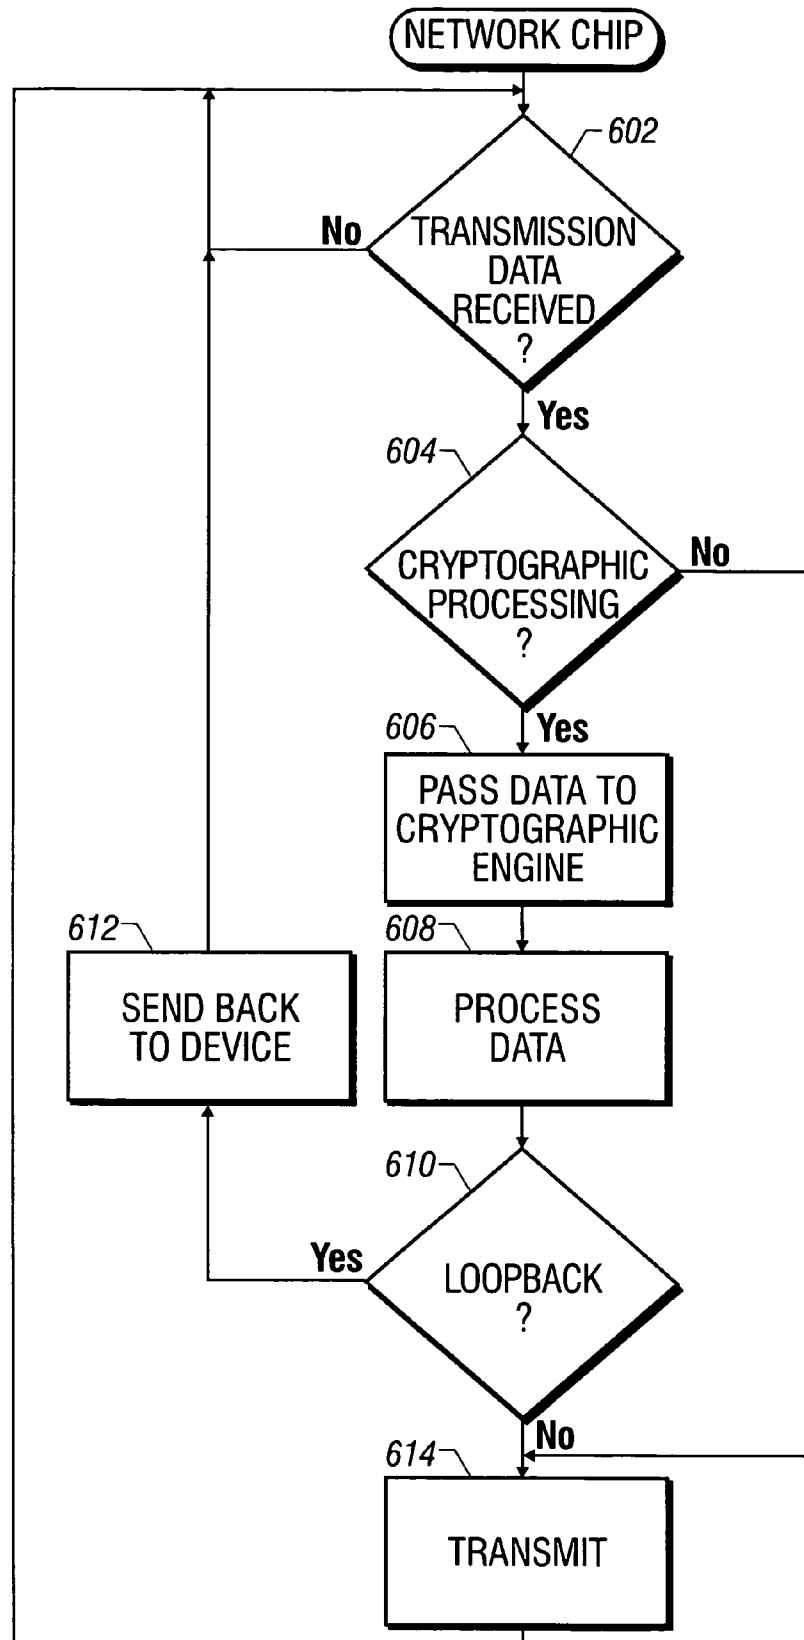 NETWORK CHIP
602
No
TRANSMISSION
DATA
RECEIVED
?
Yes
604
No
CRYPTOGRAPHIC
PROCESSING
?
Yes
606
PASS DATA TO
CRYPTOGRAPHIC
ENGINE
612
608
SEND BACK
TO DEVICE
PROCESS
DATA
610
Yes
LOOPBACK
?
No
614
TRANSMIT